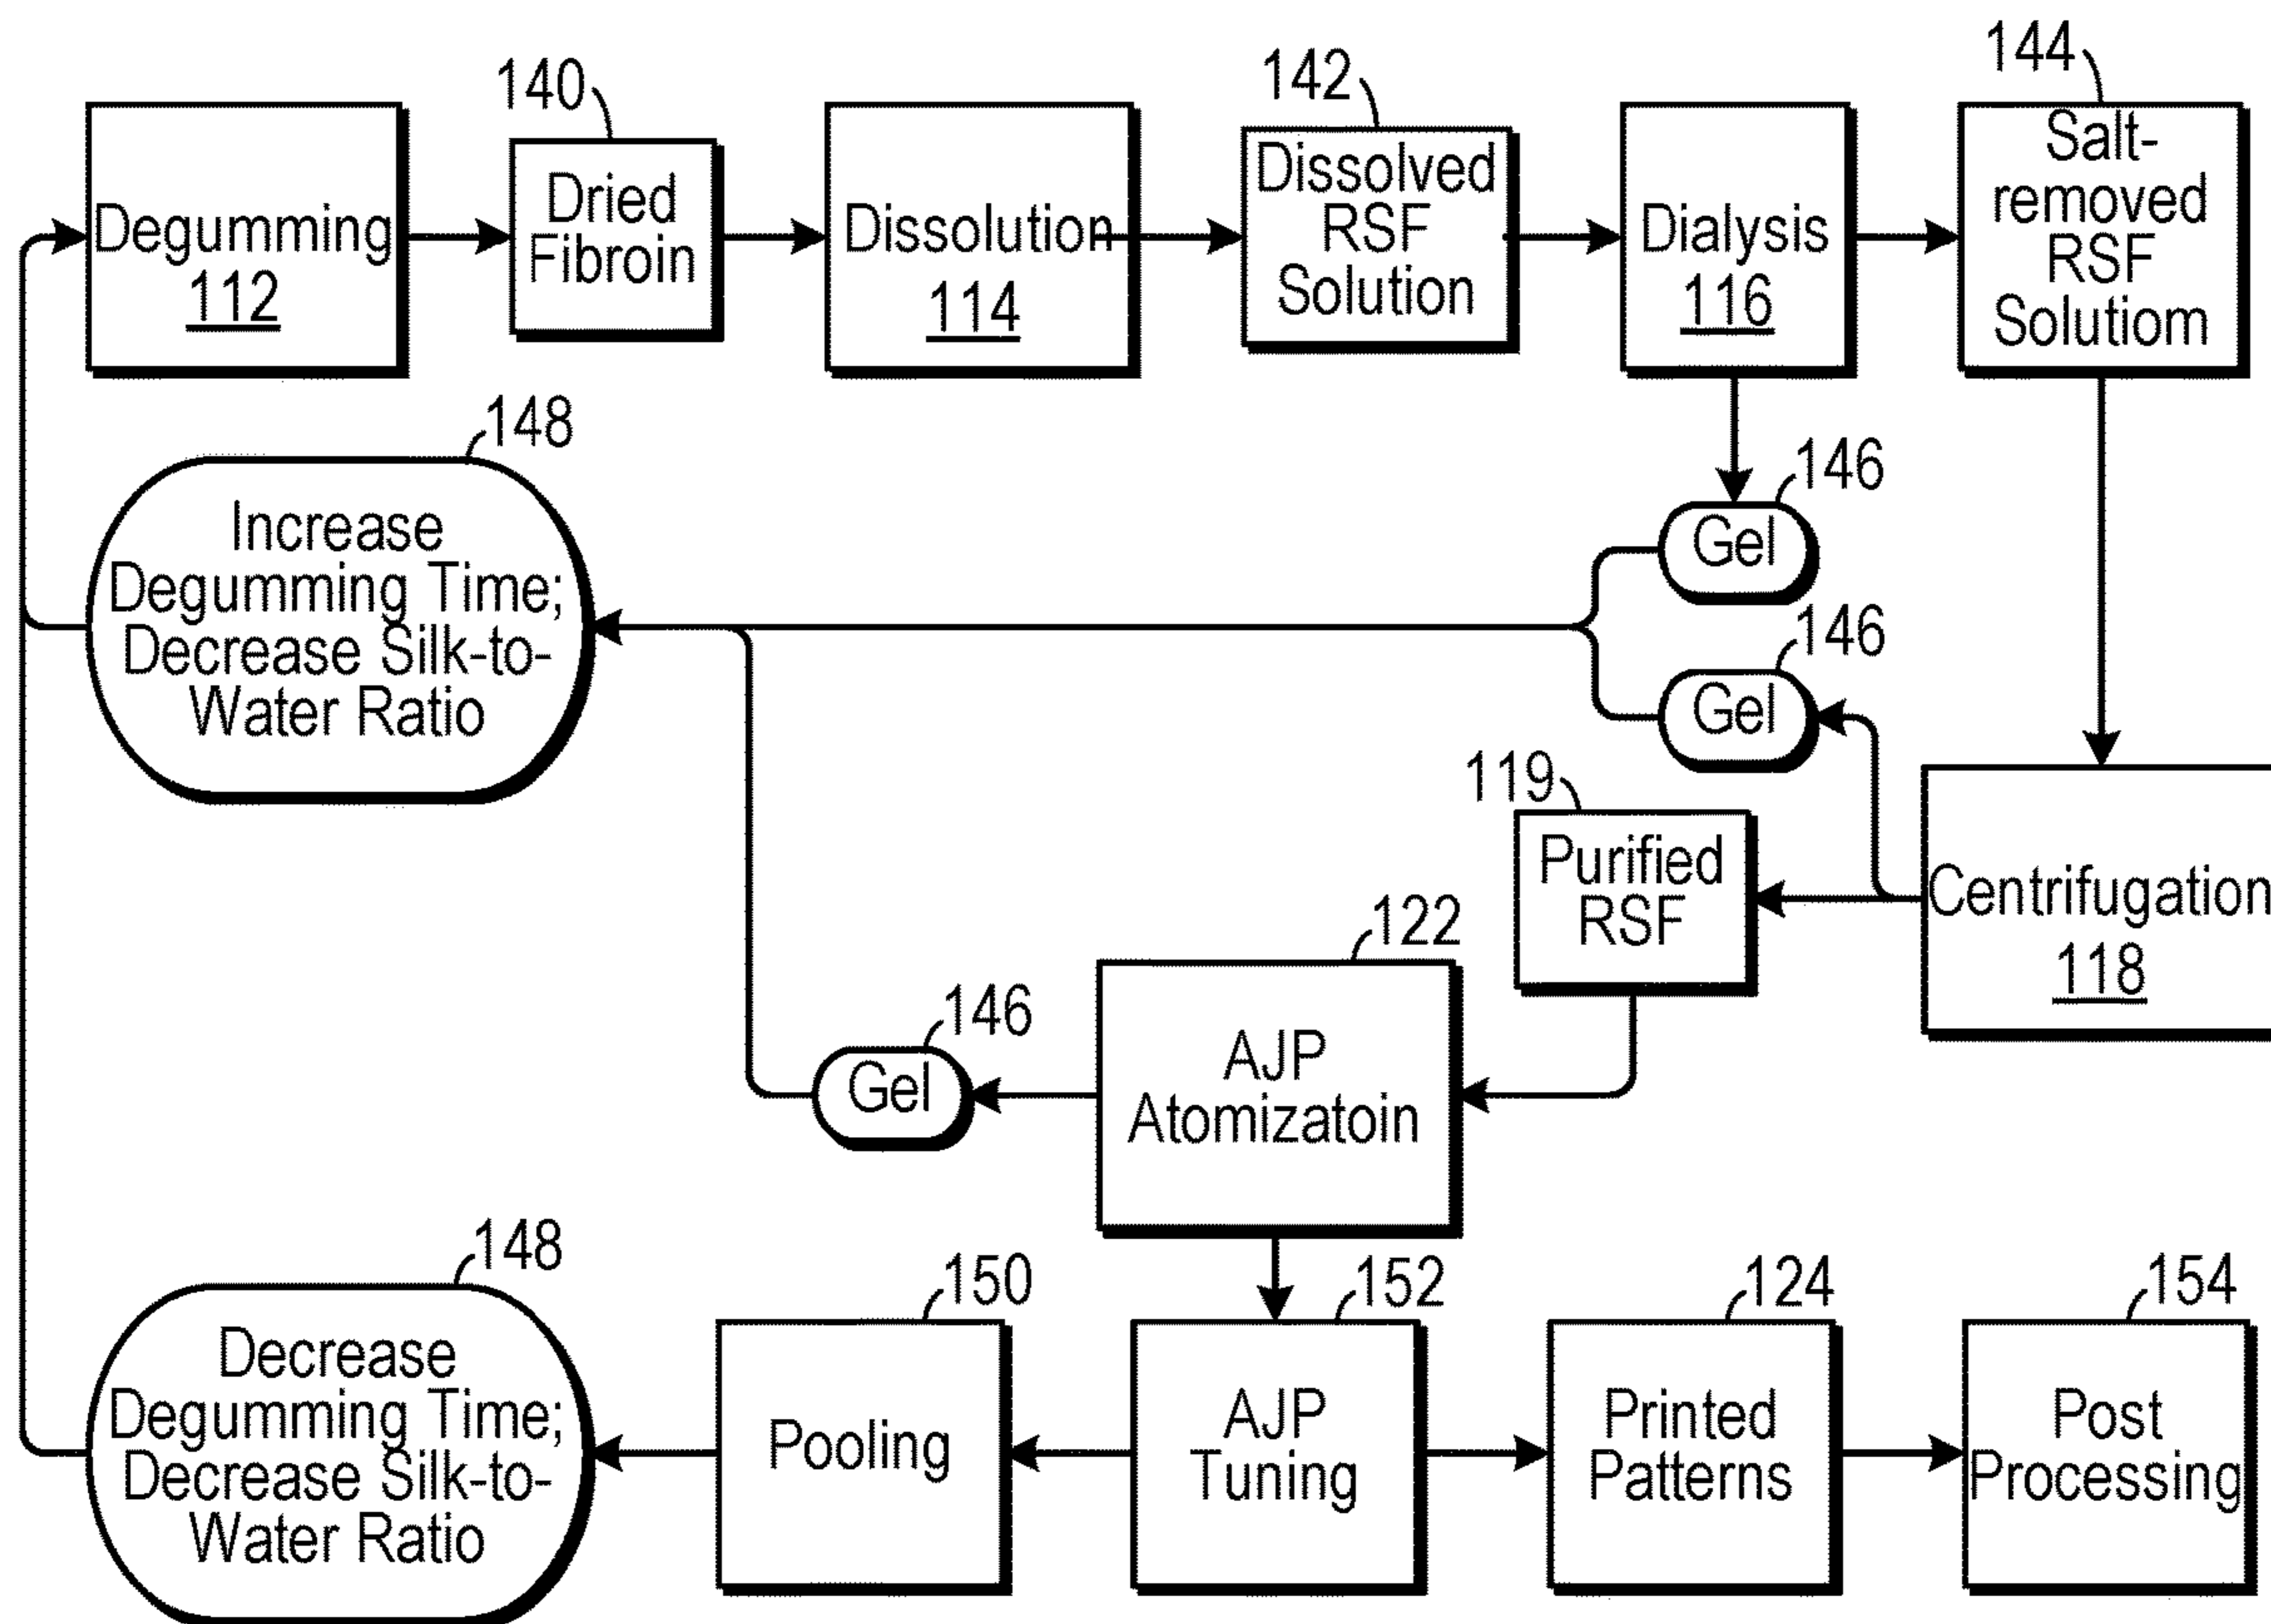 140
142
144
Degumming
112
Dried
Fibroin
Dissolution
114
Dissolved
RSF
Solution
Dialysis
116
Salt-
removed
RSF
Solutiom
148
Increase
Degumming Time;
Decrease Silk-to-
Water Ratio
146
Gel
146
Gel
119
Purified
RSF
Centrifugation
118
122
AJP
Atomizatoin
146
Gel
148
Decrease
Degumming Time;
Decrease Silk-to-
Water Ratio
150
Pooling
152
AJP
Tuning
124
Printed
Patterns
154
Post
Processing